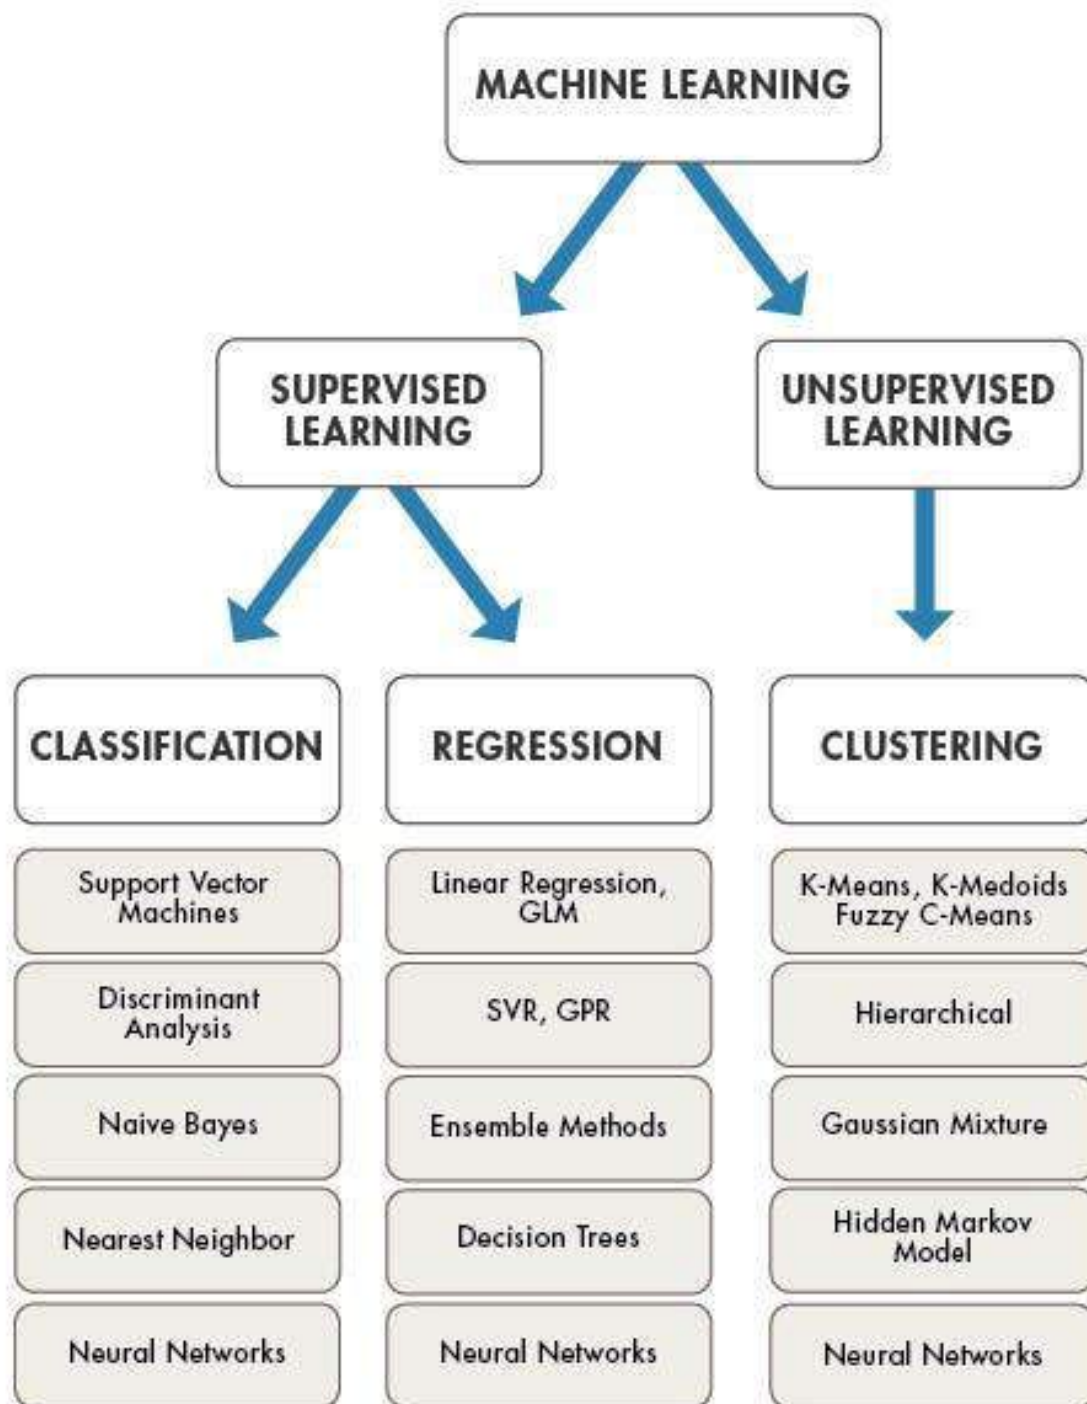 MACHINE LEARNING
SUPERVISED
LEARNING
UNSUPERVISED
LEARNING
CLASSIFICATION
REGRESSION
CLUSTERING
Support Vector
Machines
Linear Regression,
GLM
K-Means, K-Medoids
Fuzzy C-Means
Discriminant
Analysis
SVR, GPR
Hierarchical
Naive Bayes
Ensemble Methods
Gaussian Mixture
Nearest Neighbor
Decision Trees
Hidden Markov
Model
Neural Networks
Neural Networks
Neural Networks